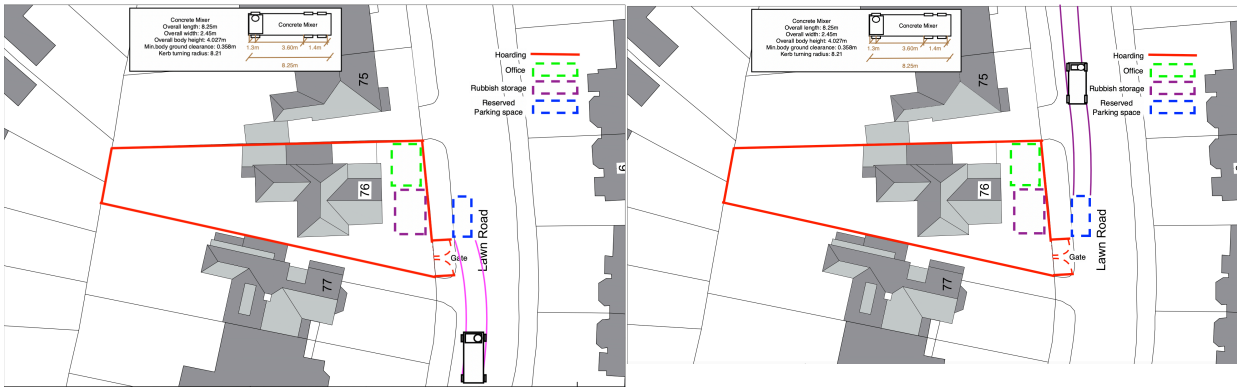 Concrete Mixer
Overall length: 8.25m
Overall width: 2.45m
Overall body height: 4.027m
Min.body ground clearance: 0.358m
Kerb turning radius: 8.21
Concrete Mixer
1.3m
3.60m
1.4m
8.25m
75
Hoarding
Office
Rubbish storage
Reserved
Parking space
76
Lawn Road
Gate
77
Concrete Mixer
Overall length: 8.25m
Overall width: 2.45m
Overall body height: 4.027m
Min.body ground clearance: 0.358m
Kerb turning radius: 8.21
Concrete Mixer
1.3m
3.60m
1.4m
8.25m
75
Hoarding
Office
Rubbish storage
Reserved
Parking space
76
Lawn Road
Gate
77